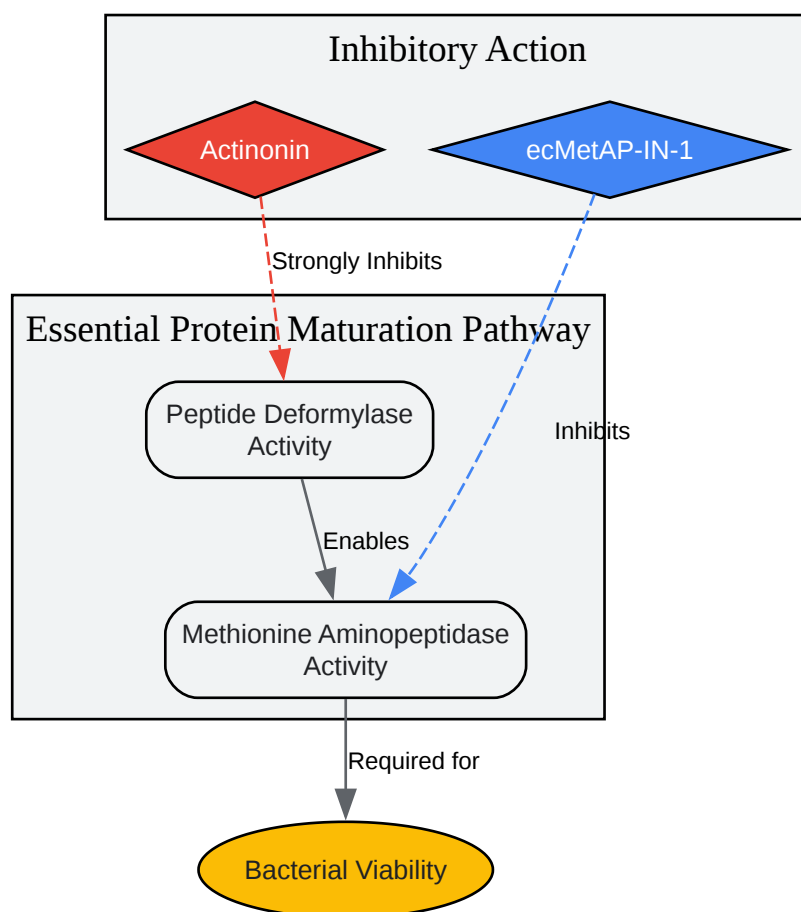 Inhibitory Action
Actinonin
ecMetAP-IN-1
Strongly Inhibits
Essential Protein Maturation Pathway
Peptide Deformylase
Activity
Inhibits
Enables
Methionine Aminopeptidase
Activity
Required for
Bacterial Viability